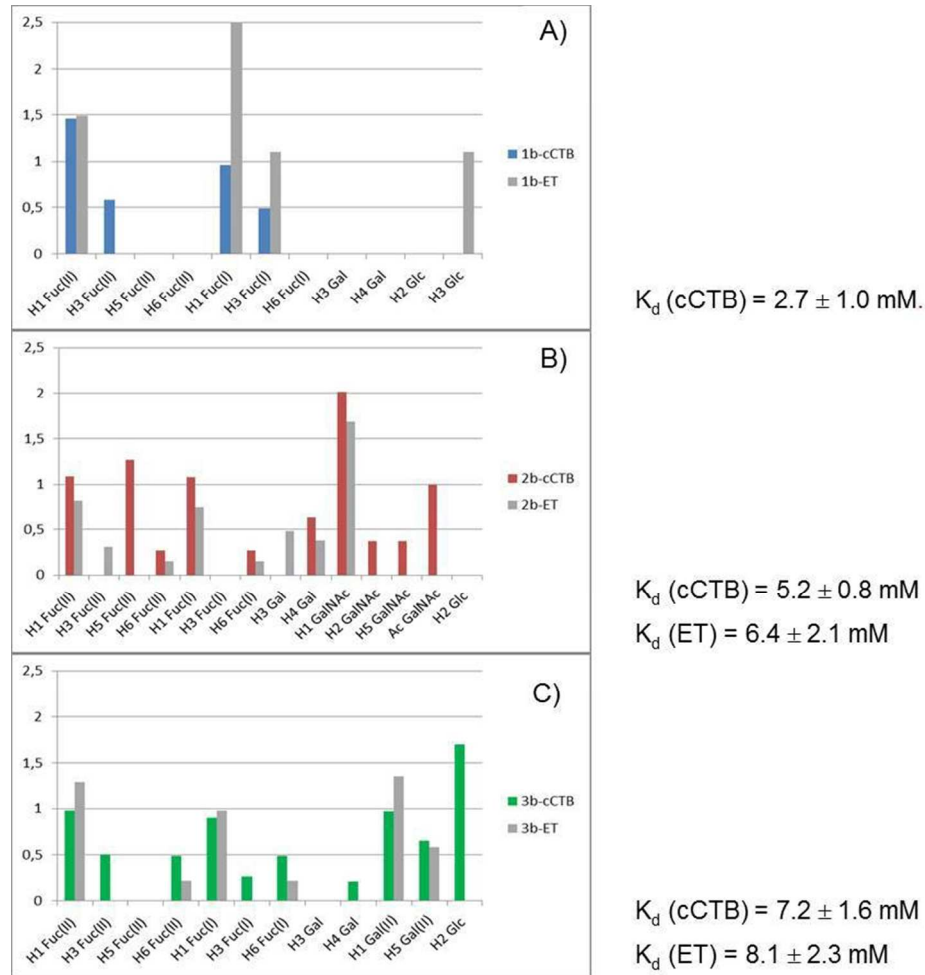 A)
2,5
2
1,5
1
0,5
0
1b-cCTB
1b-ET
H1 Fuc(II)
H3 Fuc(II)
H5 Fuc(II)
H6 Fuc(II)
H1 Fuc(I)
H3 Fuc(I)
H6 Fuc(I)
H3 Gal
H4 Gal
H2 Glc
H3 Glc
Kd (cCTB) = 2.7 ± 1.0 mM.
B)
2,5
2
1,5
1
0,5
0
2b-cCTB
2b-ET
H1 Fuc(II)
H3 Fuc(II)
H5 Fuc(II)
H6 Fuc(II)
H1 Fuc(I)
H3 Fuc(I)
H6 Fuc(I)
H3 Gal
H4 Gal
H1 GalNAc
H2 GalNAc
H5 GalNAc
Ac GalNAc
H2 Glc
Kd (cCTB) = 5.2 ± 0.8 mM
Kd (ET) = 6.4 ± 2.1 mM
C)
2,5
2
1,5
1
0,5
0
3b-cCTB
3b-ET
H1 Fuc(II)
H3 Fuc(II)
H5 Fuc(II)
H6 Fuc(II)
H1 Fuc(I)
H3 Fuc(I)
H6 Fuc(I)
H3 Gal
H4 Gal
H1 Gal(II)
H5 Gal(II)
H2 Glc
Kd (cCTB) = 7.2 ± 1.6 mM
Kd (ET) = 8.1 ± 2.3 mM